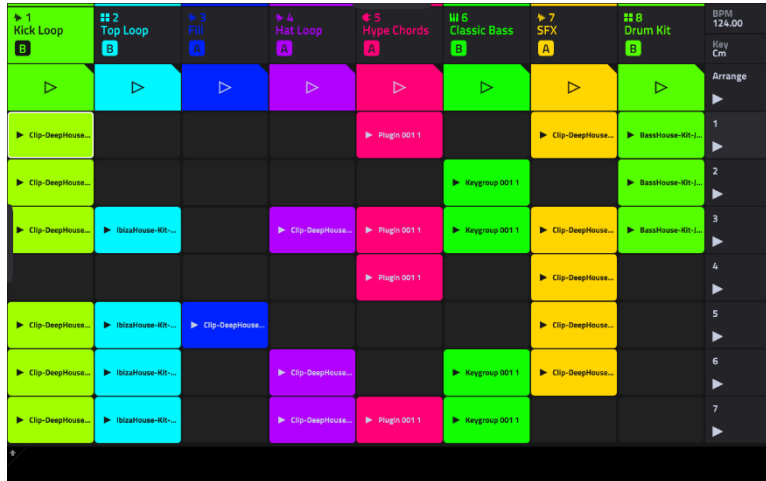 1 2 3 4 5 6 7 8 BPM
Kick Loop Top Loop Fill Hat Loop Hype Chords Classic Bass SFX Drum Kit 124.00
B B A A A B A B Key
Cm
Arrange
Clip-DeepHouse... Plugin 001 1 Clip-DeepHouse... BassHouse-Kit-J... 1
Clip-DeepHouse... Keygroup 001 1 BassHouse-Kit-J... 2
Clip-DeepHouse... IbizaHouse-Kit-... Clip-DeepHouse... Plugin 001 1 Keygroup 001 1 Clip-DeepHouse... BassHouse-Kit-J... 3
Plugin 001 1 Clip-DeepHouse... 4
Clip-DeepHouse... IbizaHouse-Kit-... Clip-DeepHouse... Clip-DeepHouse... 5
Clip-DeepHouse... IbizaHouse-Kit-... Clip-DeepHouse... Keygroup 001 1 Clip-DeepHouse... 6
Clip-DeepHouse... IbizaHouse-Kit-... Clip-DeepHouse... Plugin 001 1 Keygroup 001 1 7